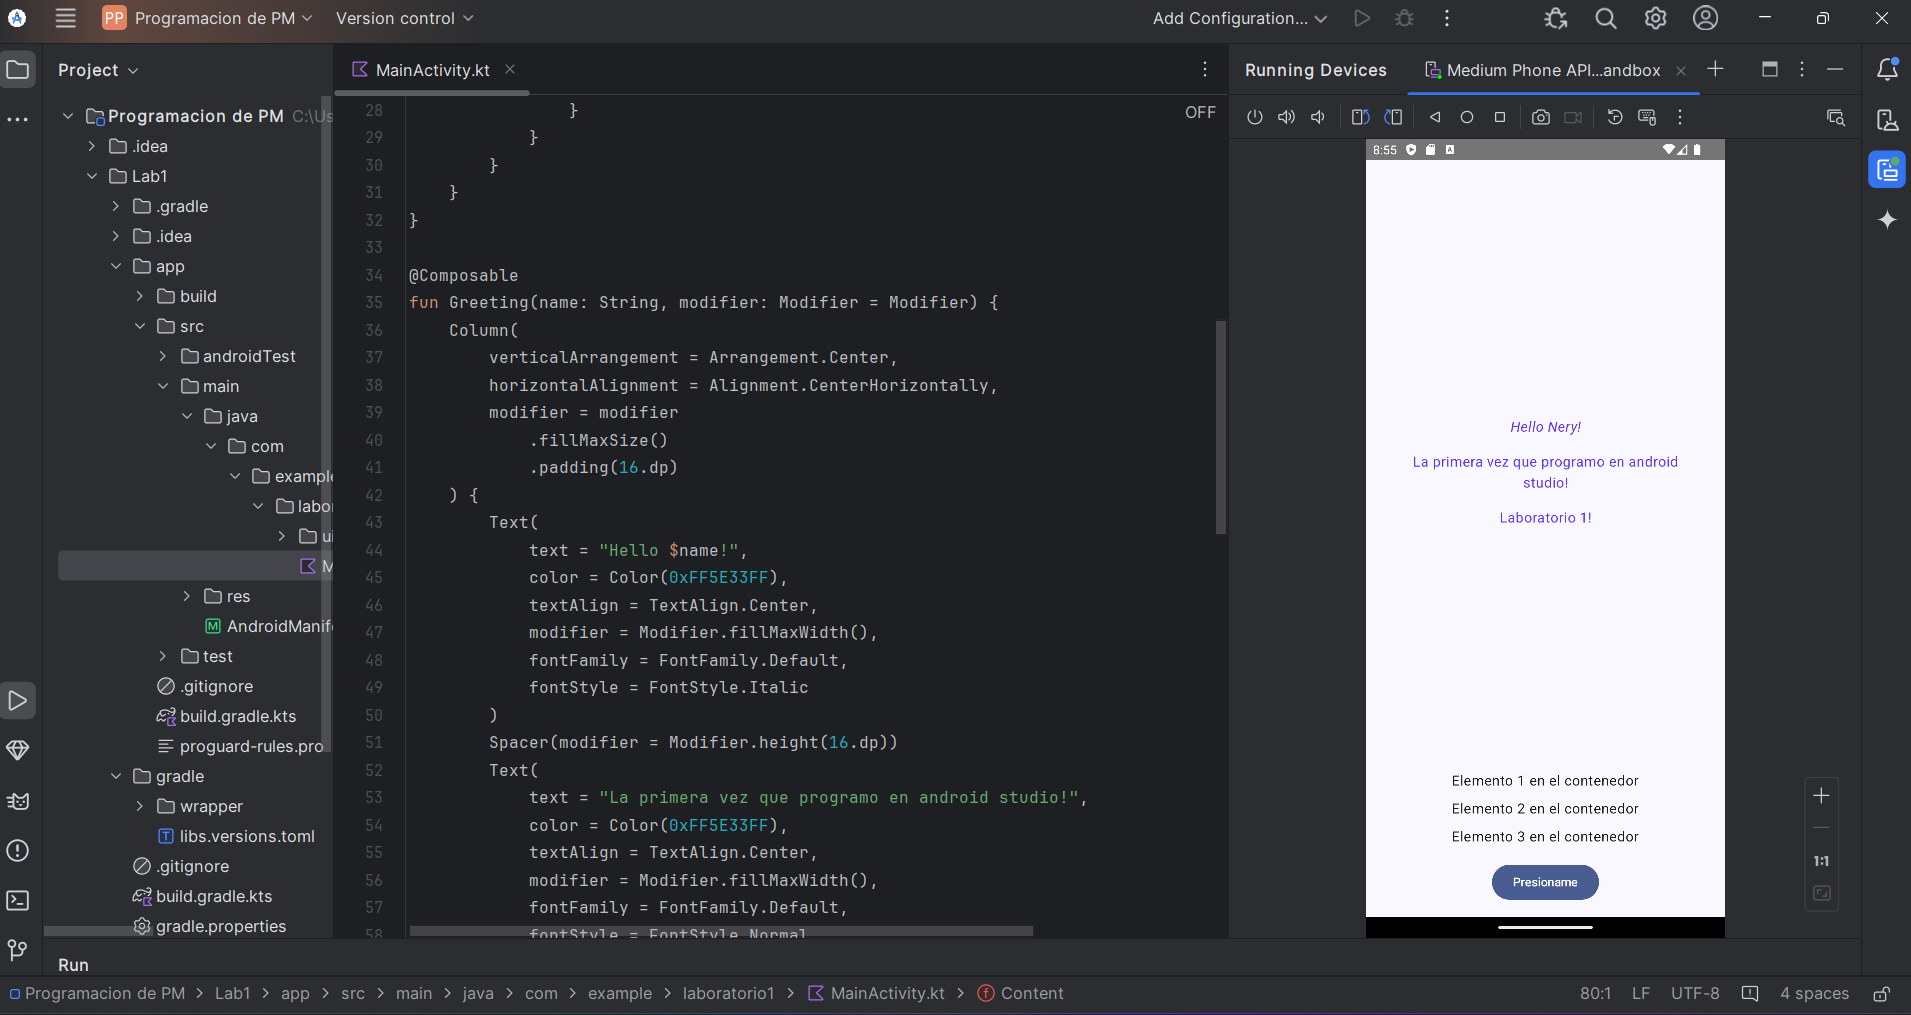 PP Programacion de PM
Version control
Add Configuration...
Project
Programacion de PM C:\Us
.idea
Lab1
.gradle
.idea
app
build
src
androidTest
main
java
com
example
labo
ui
M
res
AndroidManife
test
.gitignore
build.gradle.kts
proguard-rules.pro
gradle
wrapper
libs.versions.toml
.gitignore
build.gradle.kts
gradle.properties
MainActivity.kt
OFF
28 }
29 }
30 }
31 }
32 }
33
34 @Composable
35 fun Greeting(name: String, modifier: Modifier = Modifier) {
36 Column(
37 verticalArrangement = Arrangement.Center,
38 horizontalAlignment = Alignment.CenterHorizontally,
39 modifier = modifier
40 .fillMaxSize()
41 .padding(16.dp)
42 ) {
43 Text(
44 text = "Hello $name!",
45 color = Color(0xFF5E33FF),
46 textAlign = TextAlign.Center,
47 modifier = Modifier.fillMaxWidth(),
48 fontFamily = FontFamily.Default,
49 fontStyle = FontStyle.Italic
50 )
51 Spacer(modifier = Modifier.height(16.dp))
52 Text(
53 text = "La primera vez que programo en android studio!",
54 color = Color(0xFF5E33FF),
55 textAlign = TextAlign.Center,
56 modifier = Modifier.fillMaxWidth(),
57 fontFamily = FontFamily.Default,
58 fontStyle = FontStyle.Normal
Running Devices
Medium Phone API...andbox
8:55
Hello Nery!
La primera vez que programo en android
studio!
Laboratorio 1!
Elemento 1 en el contenedor
Elemento 2 en el contenedor
Elemento 3 en el contenedor
Presioname
1:1
Run
Programacion de PM > Lab1 > app > src > main > java > com > example > laboratorio1 > MainActivity.kt > Content
80:1 LF UTF-8 4 spaces